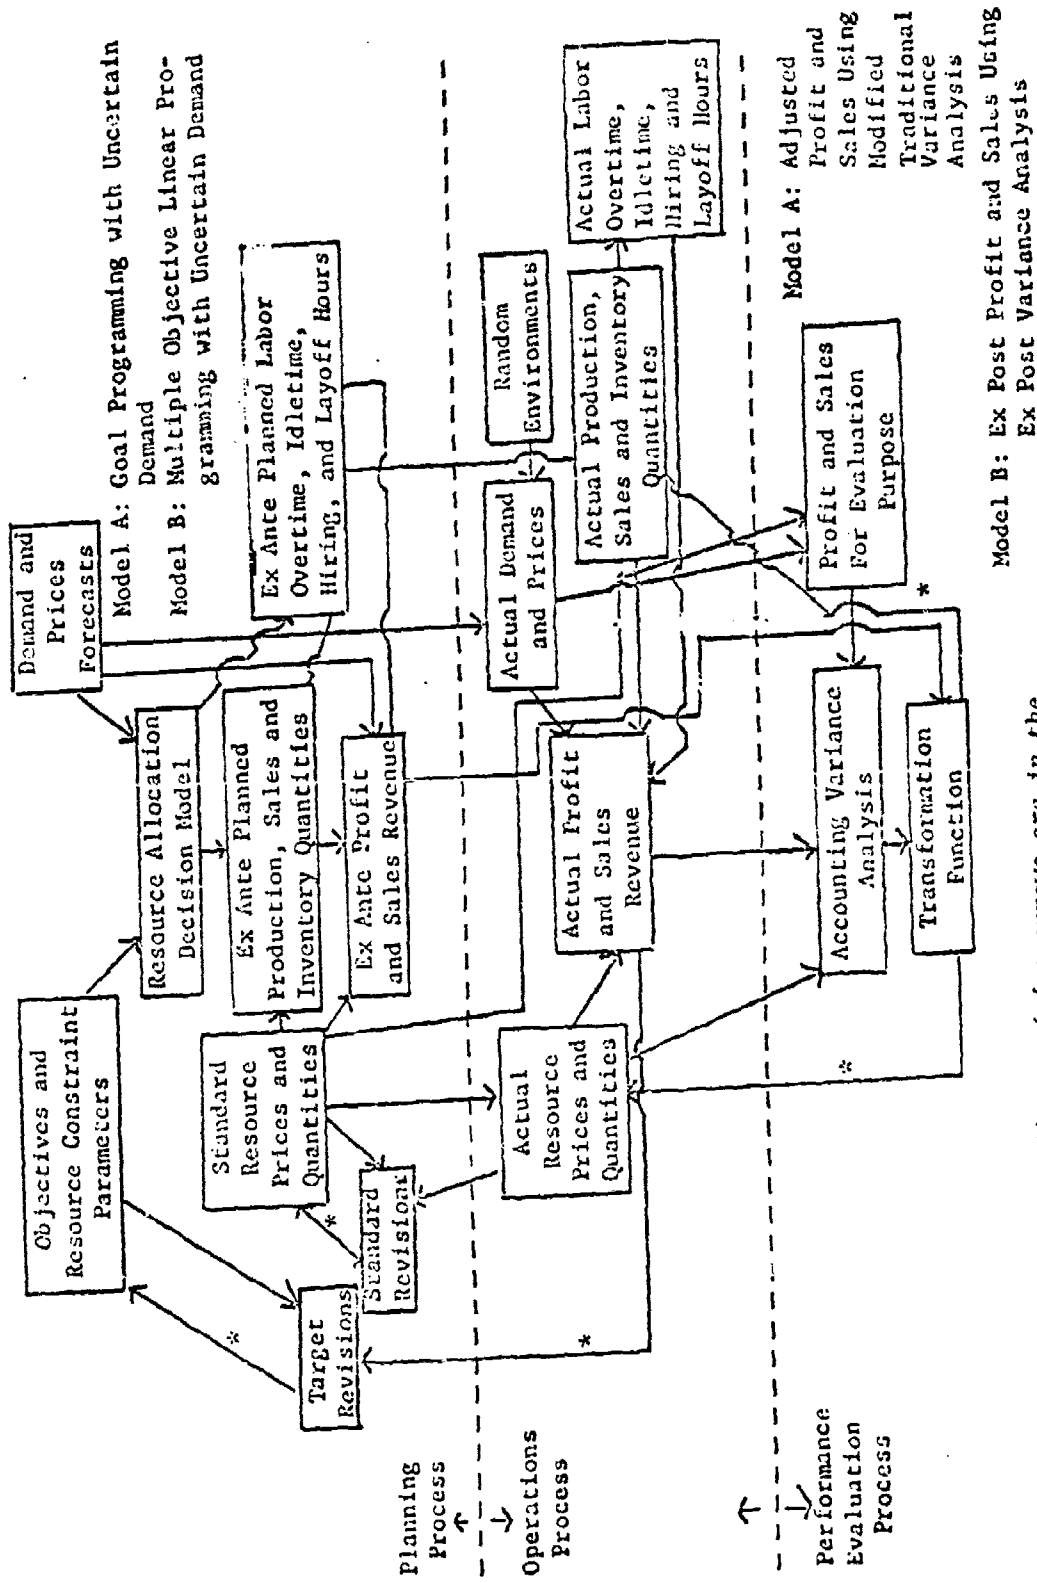 Demand and
Prices
Forecasts
Model A: Goal Programming with Uncertain
Demand
Model B: Multiple Objective Linear Pro-
gramming with Uncertain Demand
Objectives and
Resource Constraint
Parameters
Resource Allocation
Decision Model
Ex Ante Planned Labor
Overtime, Idletime,
Hiring, and Layoff Hours
Ex Ante Planned
Production, Sales and
Inventory Quantities
Standard
Resource
Prices and
Quantities
Ex Ante Profit
and Sales Revenue
Standard
Revisions
Target
Revisions
*
*
*
Planning
Process
Operations
Process
Random
Environments
Actual Demand
and Prices
Actual Labor
Overtime,
Idletime,
Hiring and
Layoff Hours
Actual Production,
Sales and Inventory
Quantities
Actual Profit
and Sales
Revenue
Actual
Resource
Prices and
Quantities
Performance
Evaluation
Process
Model A: Adjusted
Profit and
Sales Using
Modified
Traditional
Variance
Analysis
Profit and Sales
For Evaluation
Purpose
Accounting Variance
Analysis
Transformation
Function
*
*
Model B: Ex Post Profit and Sales Using
Ex Post Variance Analysis
are in the